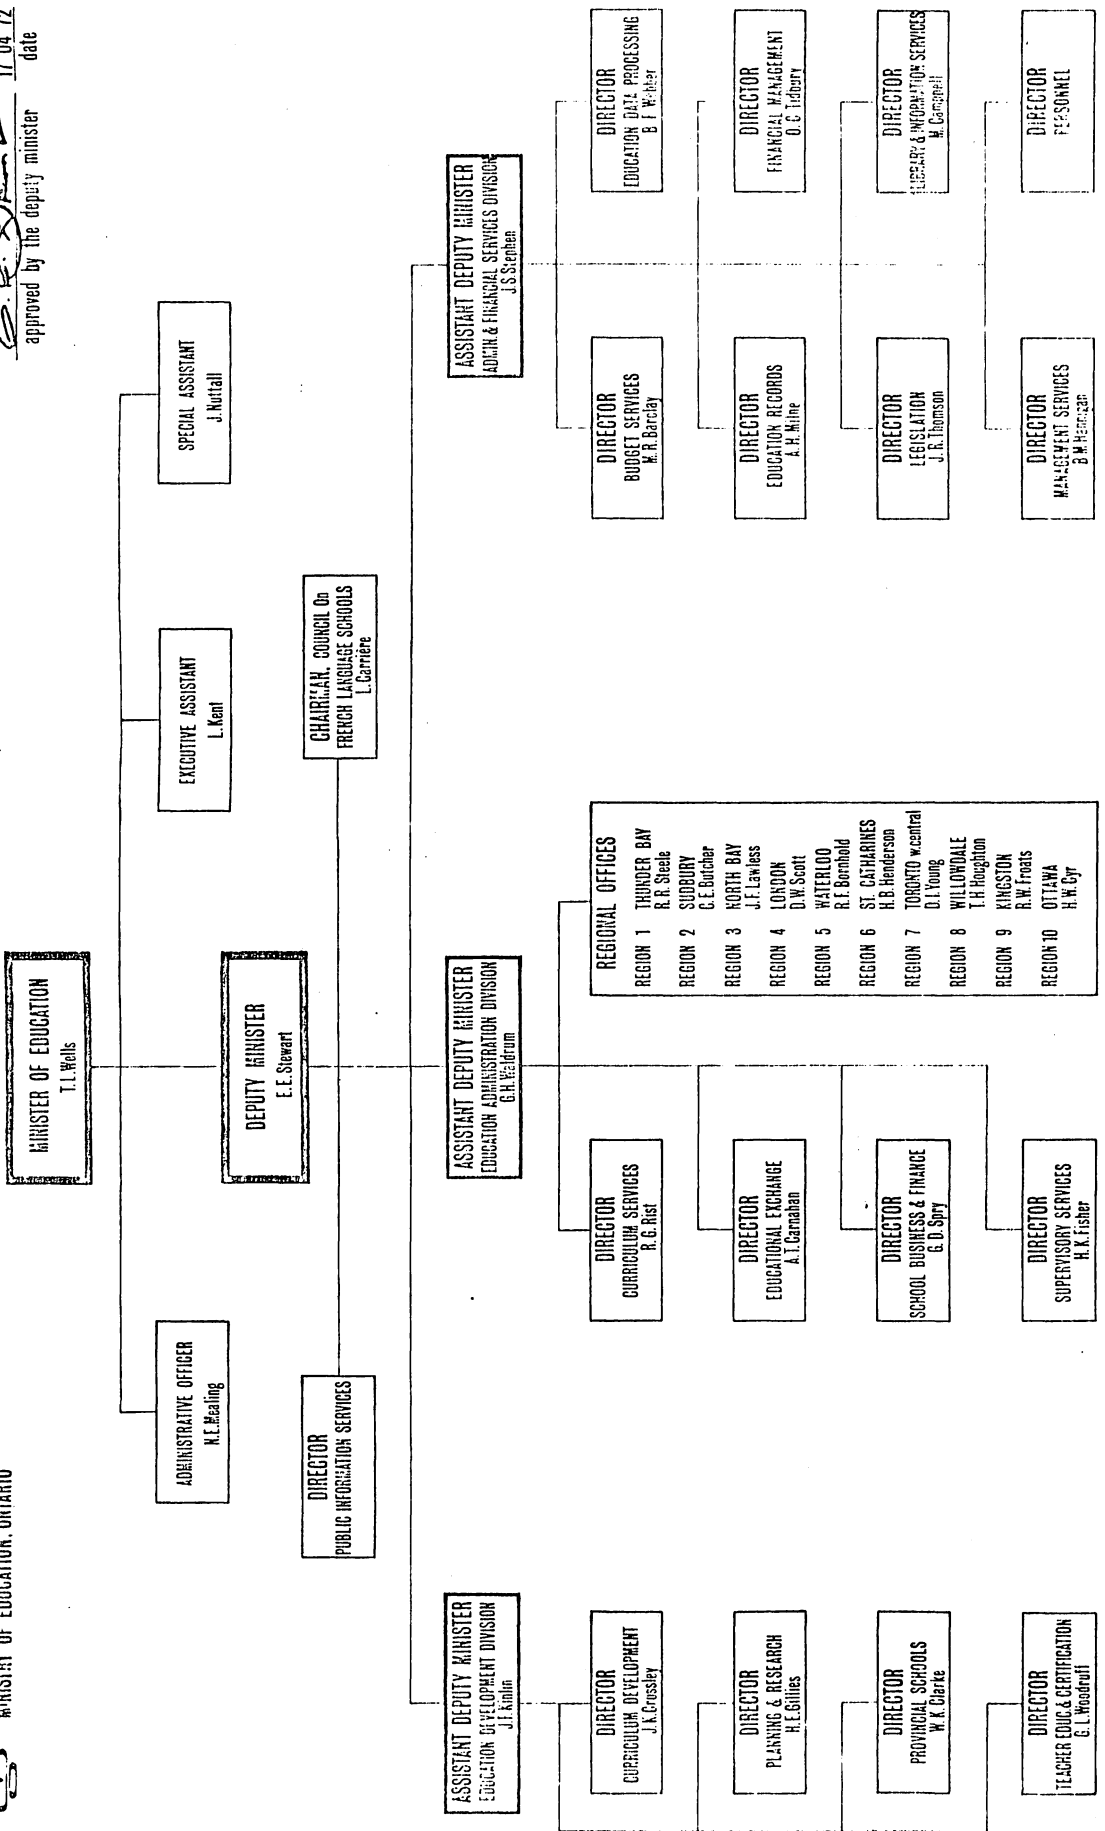 MINISTRY OF EDUCATION, ONTARIO
17 04 72
approved by the deputy minister
date
MINISTER OF EDUCATION
T.L.Wells
ADMINISTRATIVE OFFICER
N.E.Mealing
EXECUTIVE ASSISTANT
L.Kent
SPECIAL ASSISTANT
J.Nuttall
DEPUTY MINISTER
E.E.Stewart
DIRECTOR
PUBLIC INFORMATION SERVICES
CHAIRMAN, COUNCIL On
FRENCH LANGUAGE SCHOOLS
L.Carrière
ASSISTANT DEPUTY MINISTER
EDUCATION DEVELOPMENT DIVISION
J.F.Kinlin
ASSISTANT DEPUTY MINISTER
EDUCATION ADMINISTRATION DIVISION
G.H.Waldrum
ASSISTANT DEPUTY MINISTER
ADMIN.& FINANCIAL SERVICES DIVISION
J.S.Stephen
DIRECTOR
CURRICULUM DEVELOPMENT
J.K.Crossley
DIRECTOR
PLANNING & RESEARCH
H.E.Gillies
DIRECTOR
PROVINCIAL SCHOOLS
W.K.Clarke
DIRECTOR
TEACHER EDUC.& CERTIFICATION
G.L.Woodruff
DIRECTOR
CURRICULUM SERVICES
R.G.Rist
DIRECTOR
EDUCATIONAL EXCHANGE
A.T.Carnahan
DIRECTOR
SCHOOL BUSINESS & FINANCE
G.D.Spry
DIRECTOR
SUPERVISORY SERVICES
H.K.Fisher
REGIONAL OFFICES
REGION 1 THUNDER BAY
R.R.Steele
REGION 2 SUDBURY
C.E.Butcher
REGION 3 NORTH BAY
J.F.Lawless
REGION 4 LONDON
D.W.Scott
REGION 5 WATERLOO
R.F.Bornhold
REGION 6 ST. CATHARINES
H.B.Henderson
REGION 7 TORONTO w.central
D.I.Young
REGION 8 WILLOWDALE
T.H.Houghton
REGION 9 KINGSTON
R.W.Froats
REGION 10 OTTAWA
H.W.Cyr
DIRECTOR
BUDGET SERVICES
M.R.Barclay
DIRECTOR
EDUCATION DATA PROCESSING
B F Webber
DIRECTOR
EDUCATION RECORDS
A.H.Milne
DIRECTOR
FINANCIAL MANAGEMENT
O.C Tidbury
DIRECTOR
LEGISLATION
J.R.Thomson
DIRECTOR
LIBRARY & INFORMATION SERVICES
M.Campbell
DIRECTOR
MANAGEMENT SERVICES
B M.Hannigan
DIRECTOR
PERSONNEL